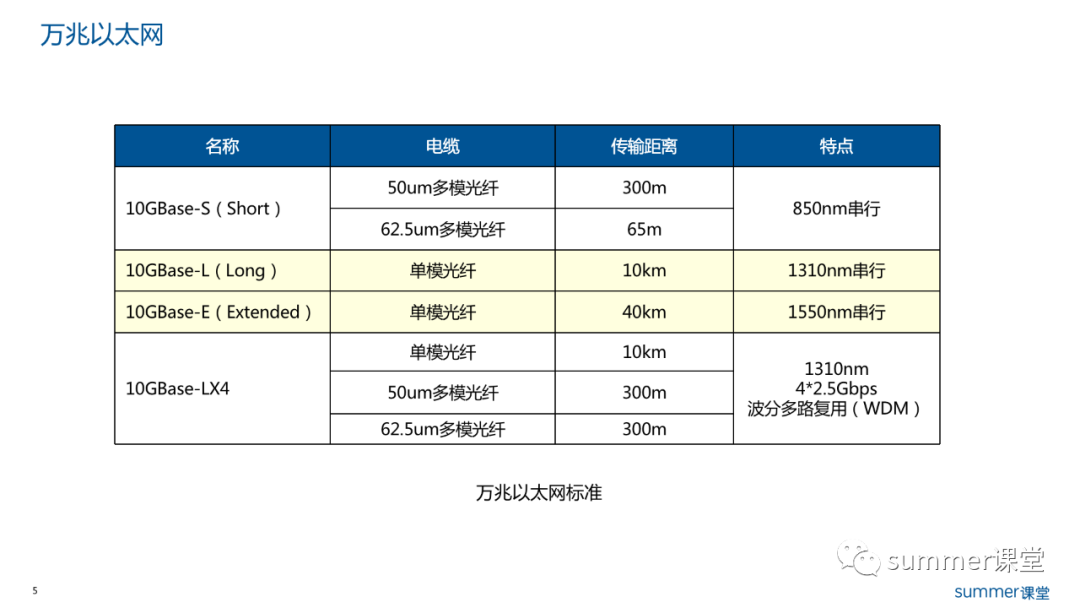 万兆以太网
名称 电缆 传输距离 特点
10GBase-S（Short） 50um多模光纤 300m 850nm串行
62.5um多模光纤 65m
10GBase-L（Long） 单模光纤 10km 1310nm串行
10GBase-E（Extended） 单模光纤 40km 1550nm串行
10GBase-LX4 单模光纤 10km 1310nm
4*2.5Gbps
波分多路复用（WDM）
50um多模光纤 300m
62.5um多模光纤 300m
万兆以太网标准
summer课堂
5
summer课堂